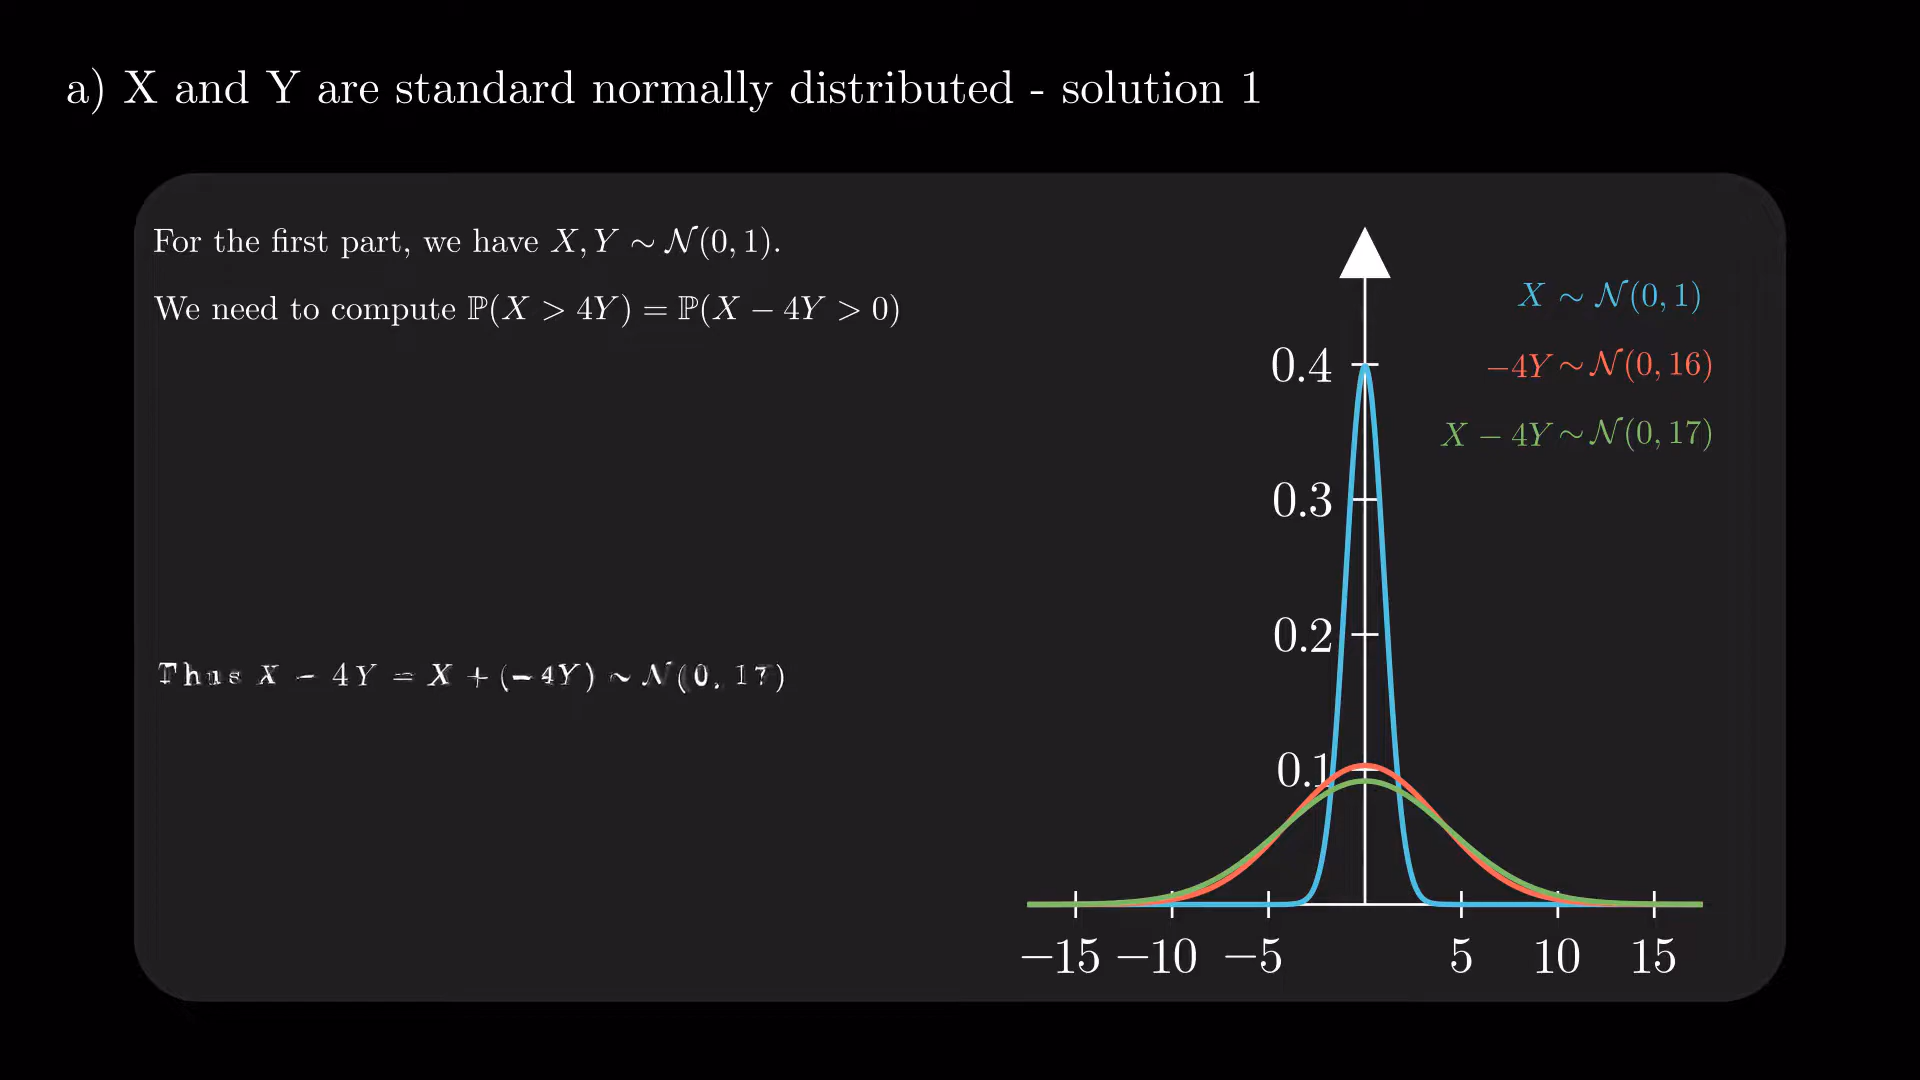 a) X and Y are standard normally distributed - solution 1
For the first part, we have X, Y ∼ 𝒩(0, 1).
We need to compute ℙ(X > 4Y) = ℙ(X − 4Y > 0)
Thus X − 4Y = X + (−4Y) ∼ 𝒩(0, 17)
X ∼ 𝒩(0, 1)
−4Y ∼ 𝒩(0, 16)
X − 4Y ∼ 𝒩(0, 17)
0.4
0.3
0.2
0.1
−15 −10 −5 5 10 15